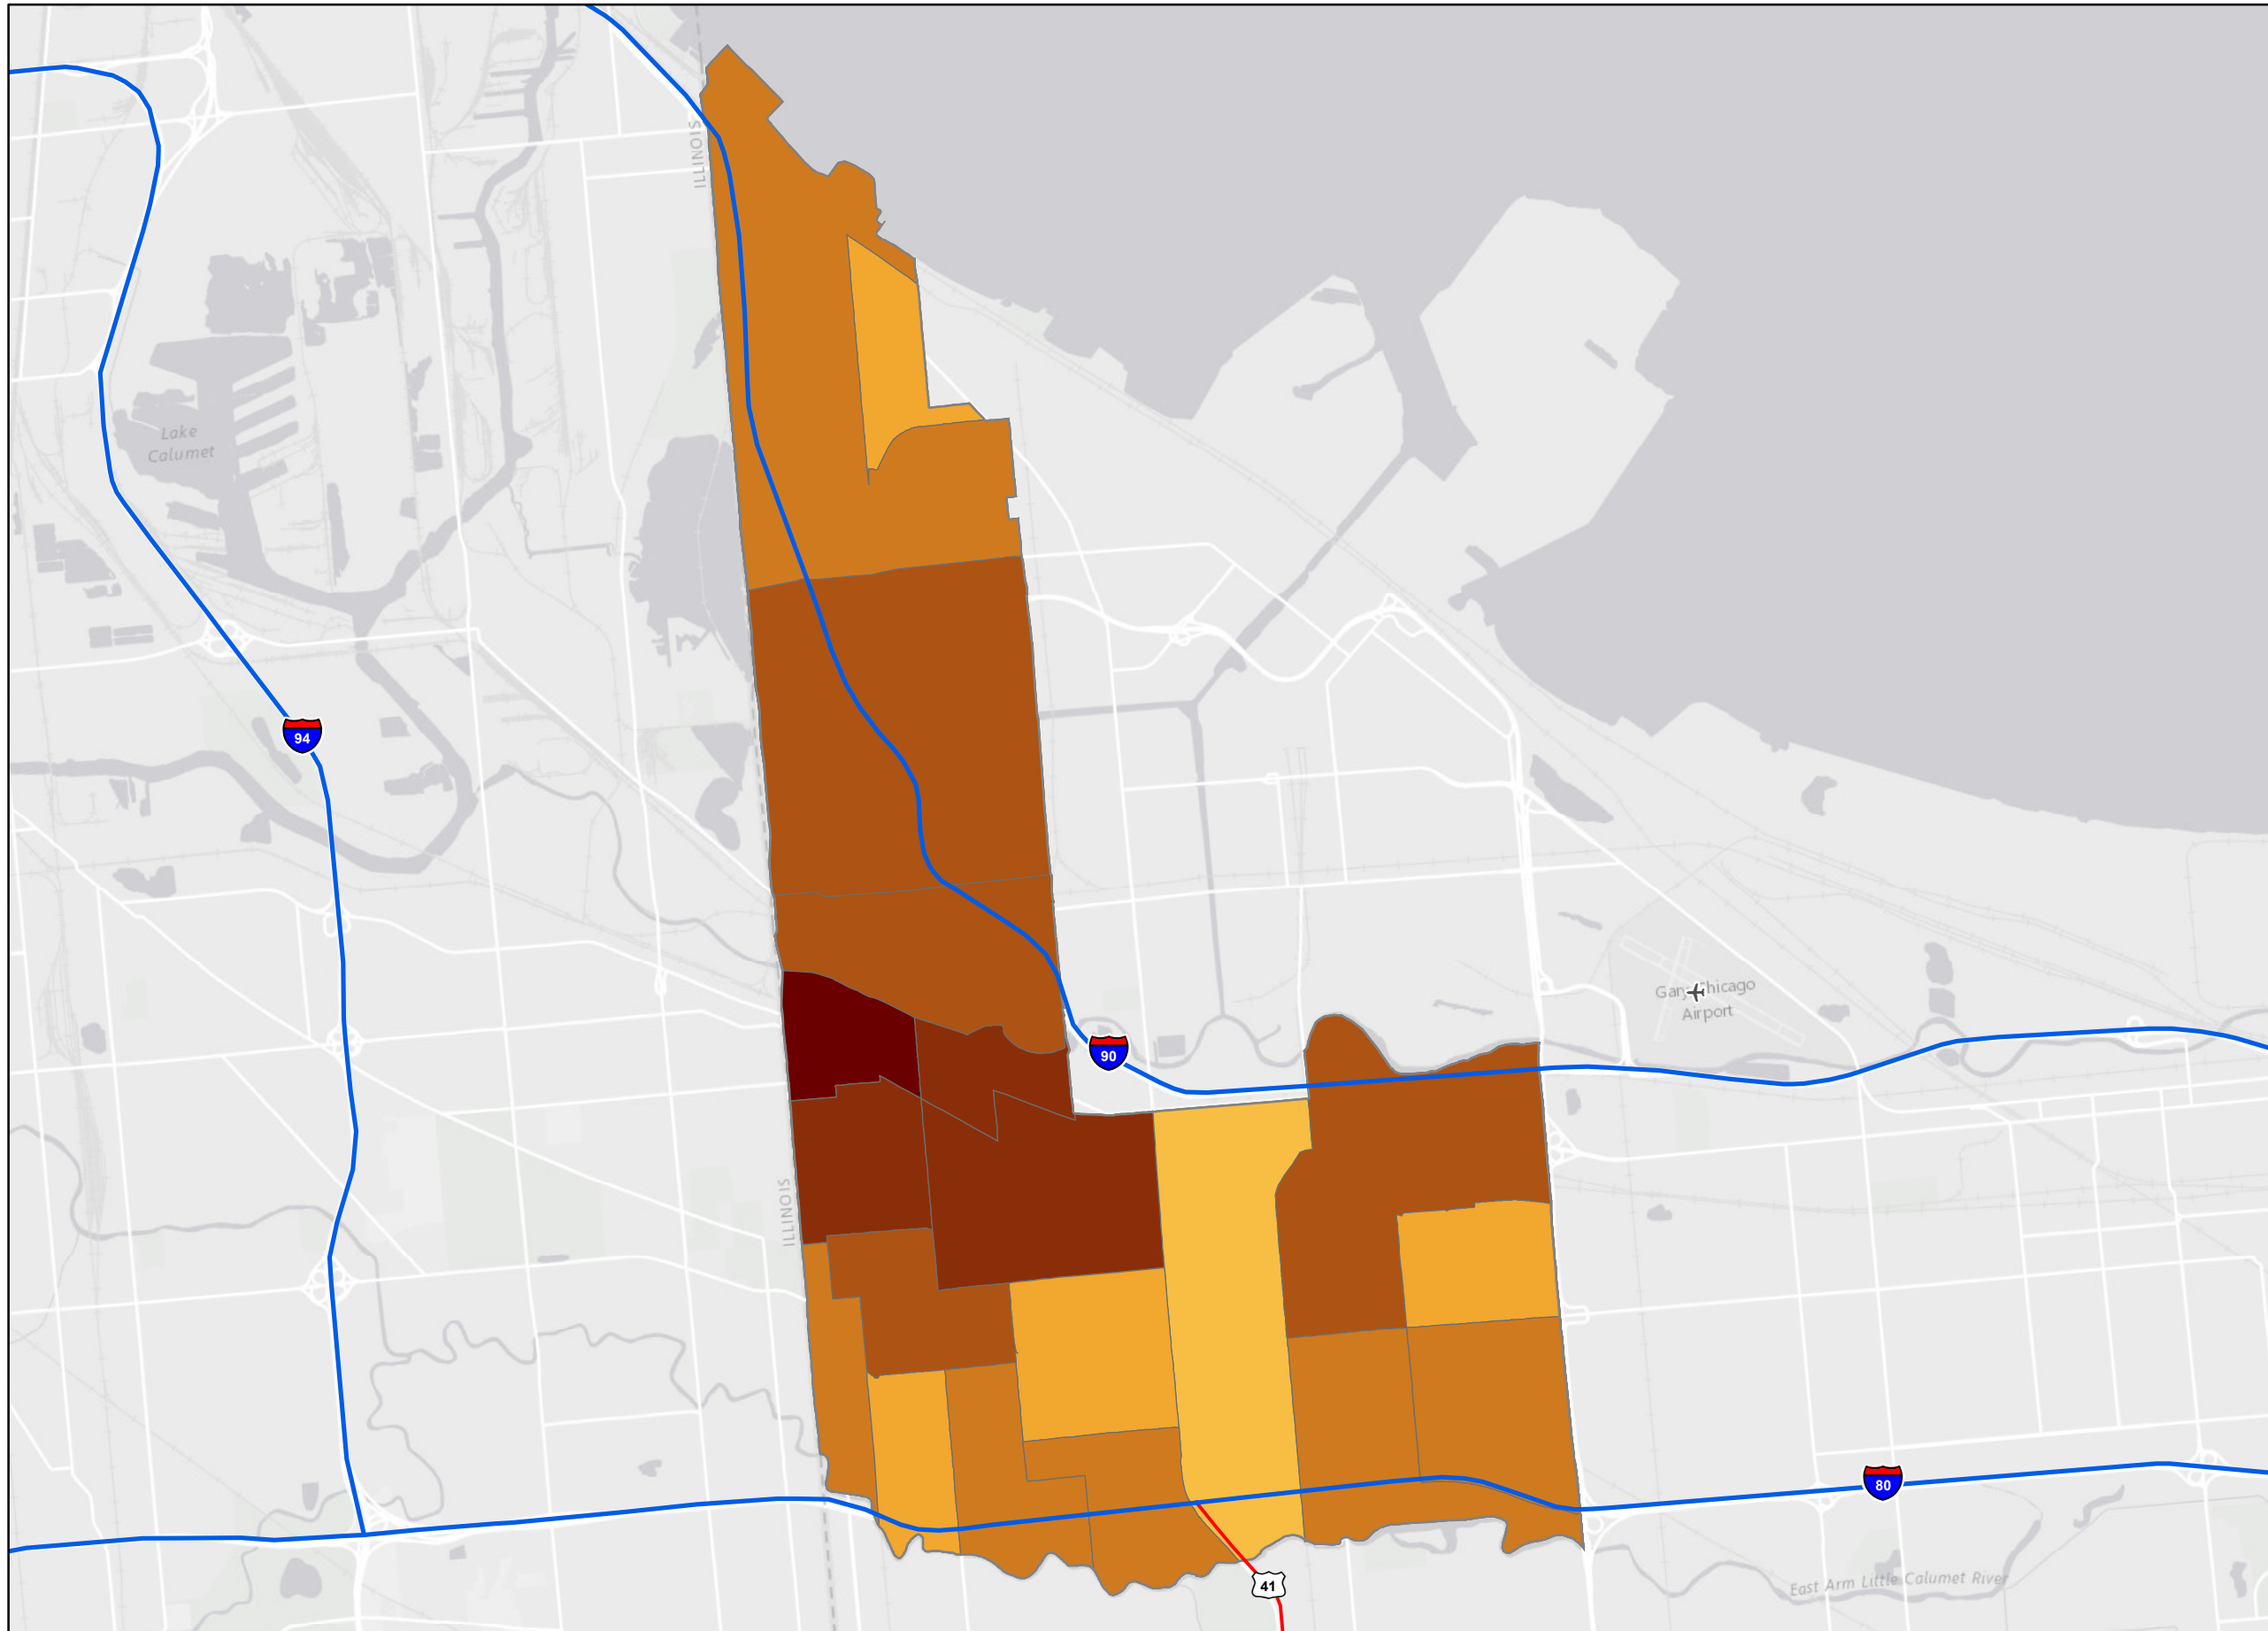 ILLINOIS
Lake
Calumet
94
Gary Chicago
Airport
90
ILLINOIS
80
East Arm Little Calumet River
41